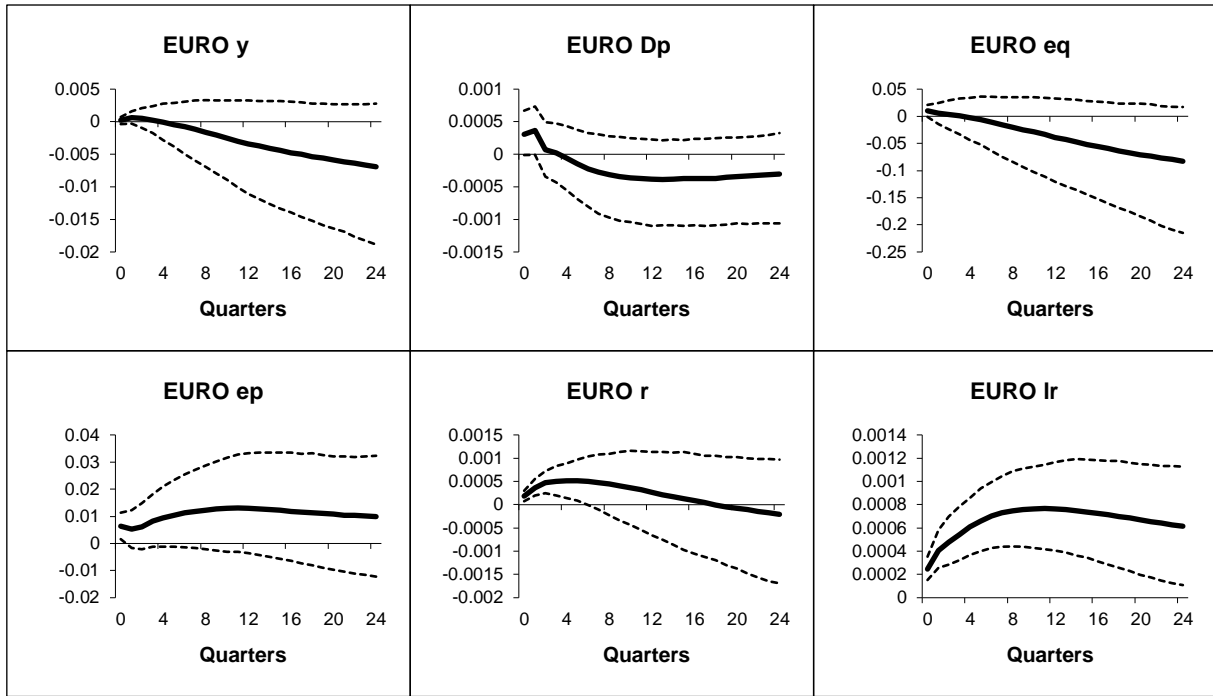 EURO y
0.005
0
-0.005
-0.01
-0.015
-0.02
0 4 8 12 16 20 24
Quarters
EURO Dp
0.001
0.0005
0
-0.0005
-0.001
-0.0015
0 4 8 12 16 20 24
Quarters
EURO eq
0.05
0
-0.05
-0.1
-0.15
-0.2
-0.25
0 4 8 12 16 20 24
Quarters
EURO ep
0.04
0.03
0.02
0.01
0
-0.01
-0.02
0 4 8 12 16 20 24
Quarters
EURO r
0.0015
0.001
0.0005
0
-0.0005
-0.001
-0.0015
-0.002
0 4 8 12 16 20 24
Quarters
EURO lr
0.0014
0.0012
0.001
0.0008
0.0006
0.0004
0.0002
0
0 4 8 12 16 20 24
Quarters